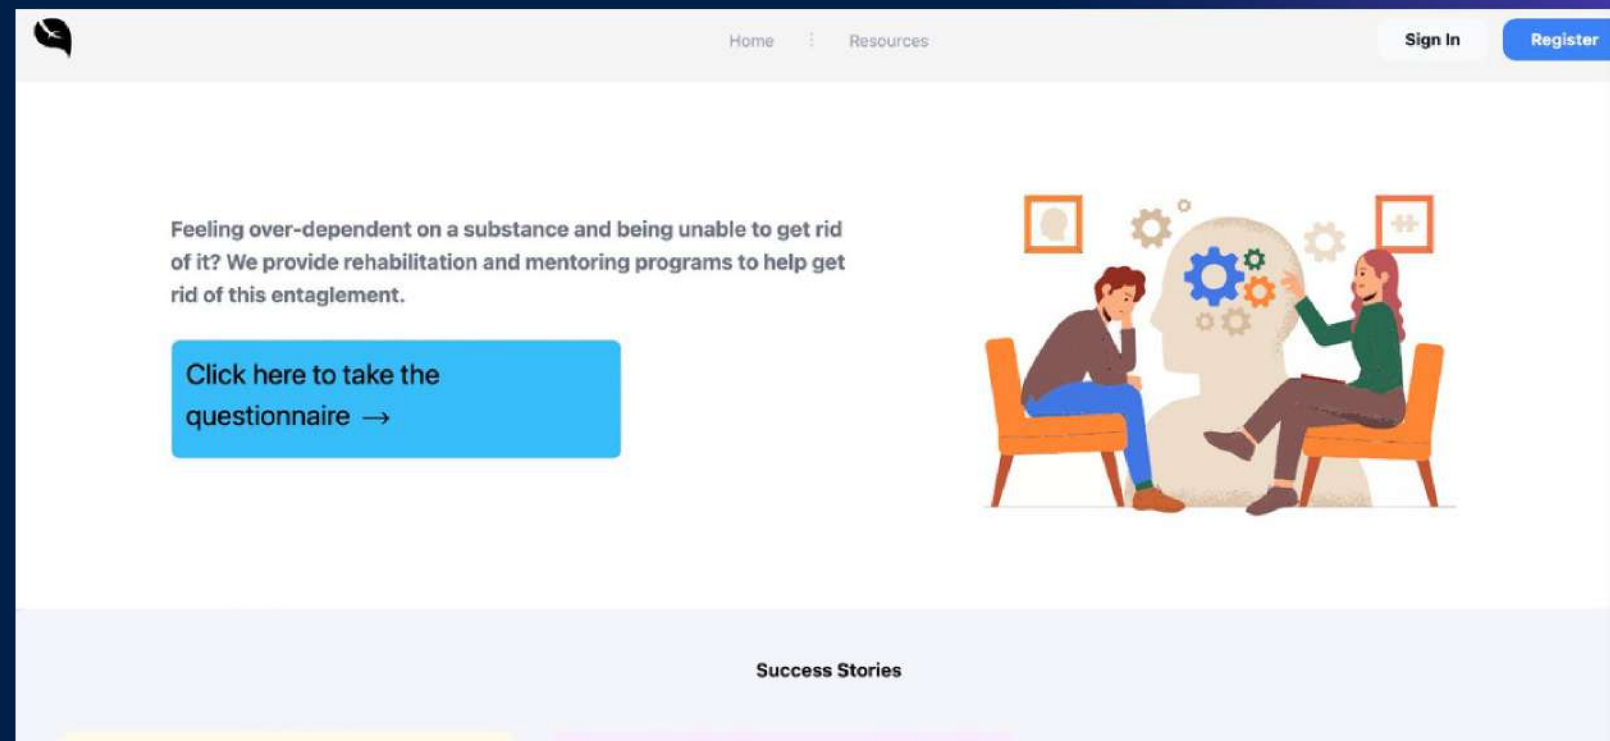 Home
Resources
Sign In
Register
Feeling over-dependent on a substance and being unable to get rid
of it? We provide rehabilitation and mentoring programs to help get
rid of this entaglement.
Click here to take the
questionnaire →
Success Stories